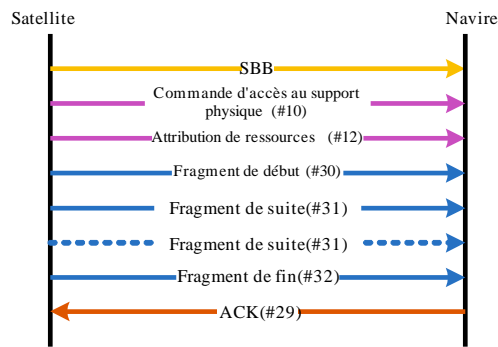 Satellite
Navire
SBB
Commande d'accès au support
physique (#10)
Attribution de ressources (#12)
Fragment de début (#30)
Fragment de suite(#31)
Fragment de suite(#31)
Fragment de fin(#32)
ACK(#29)